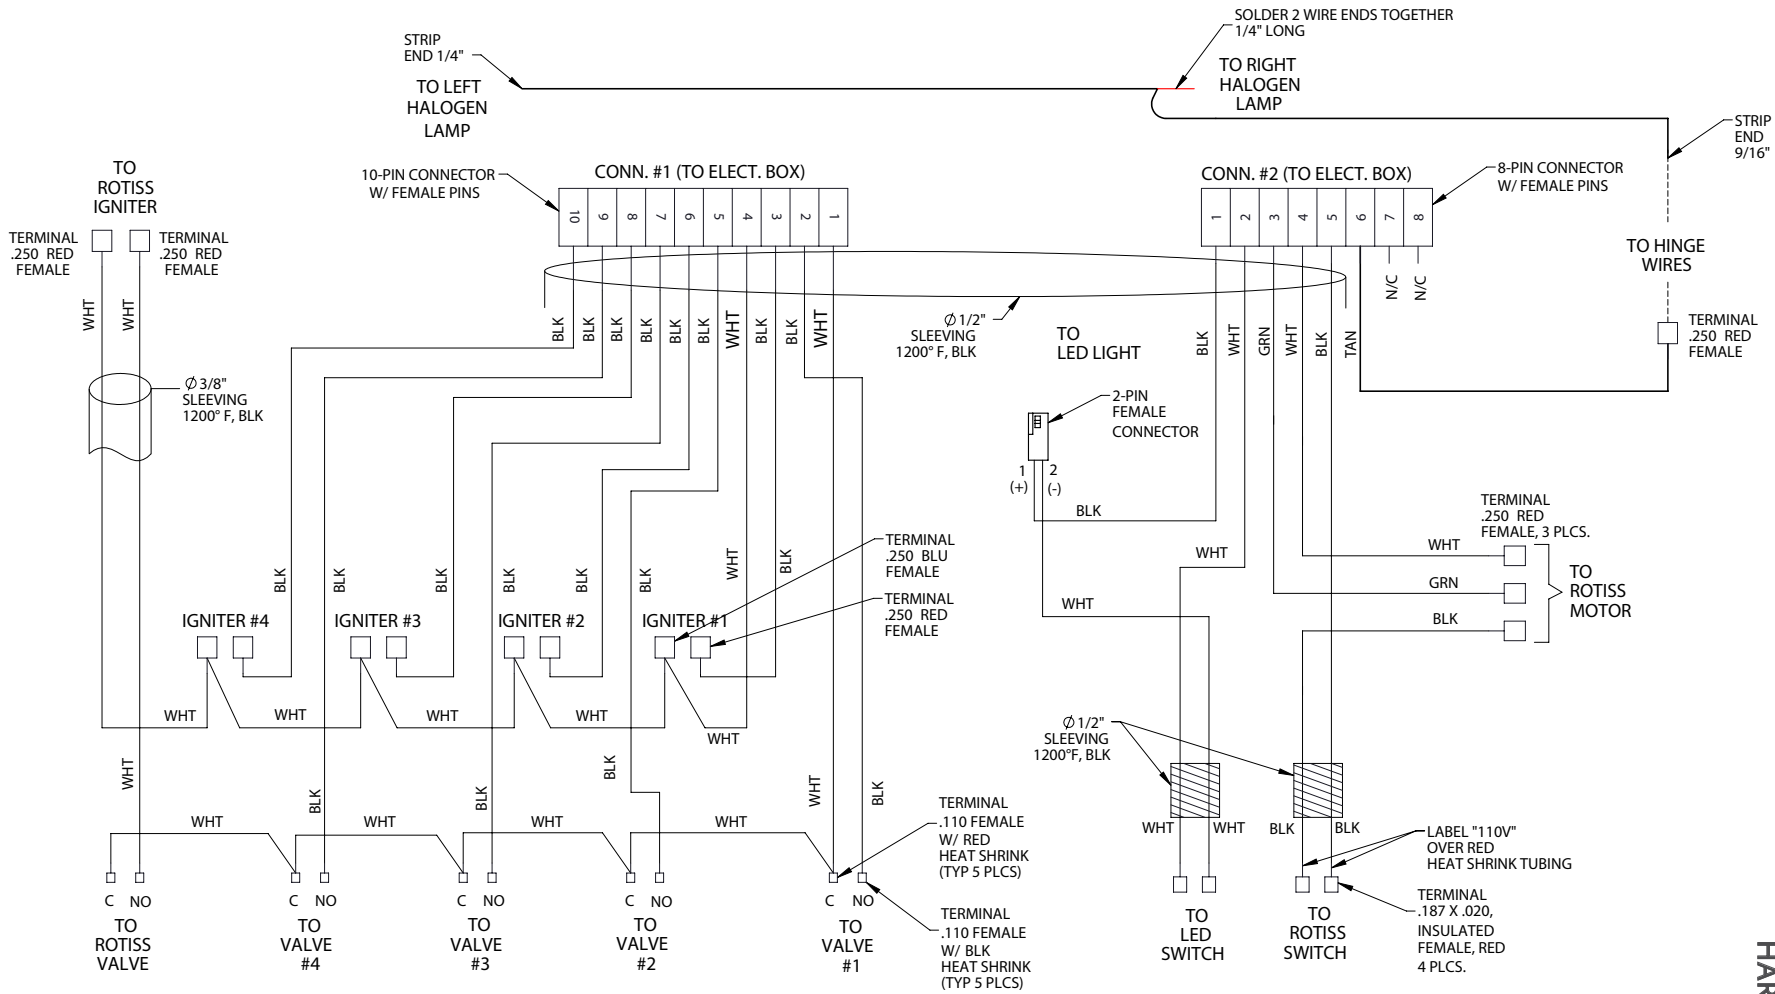 SOLDER 2 WIRE ENDS TOGETHER
1/4" LONG
STRIP
END 1/4"
TO LEFT
HALOGEN
LAMP
TO RIGHT
HALOGEN
LAMP
STRIP
END
9/16"
TO
ROTISS
IGNITER
TERMINAL
.250 RED
FEMALE
TERMINAL
.250 RED
FEMALE
WHT
WHT
Ø 3/8"
SLEEVING
1200° F, BLK
10-PIN CONNECTOR
W/ FEMALE PINS
CONN. #1 (TO ELECT. BOX)
10 9 8 7 6 5 4 3 2 1
BLK BLK BLK BLK BLK BLK WHT BLK BLK WHT
CONN. #2 (TO ELECT. BOX)
8-PIN CONNECTOR
W/ FEMALE PINS
1 2 3 4 5 6 7 8
N/C N/C
BLK WHT GRN WHT BLK TAN
Ø 1/2"
SLEEVING
1200° F, BLK
TO HINGE
WIRES
TERMINAL
.250 RED
FEMALE
TO
LED LIGHT
2-PIN
FEMALE
CONNECTOR
1 2
(+) (-)
BLK
WHT
WHT
TERMINAL
.250 RED
FEMALE, 3 PLCS.
WHT
GRN
BLK
TO
ROTISS
MOTOR
TERMINAL
.250 BLU
FEMALE
TERMINAL
.250 RED
FEMALE
BLK BLK BLK BLK BLK BLK WHT BLK
IGNITER #4 IGNITER #3 IGNITER #2 IGNITER #1
WHT WHT WHT WHT WHT
WHT BLK BLK BLK WHT BLK
WHT WHT WHT WHT
C NO C NO C NO C NO C NO
TO
ROTISS
VALVE
TO
VALVE
#4
TO
VALVE
#3
TO
VALVE
#2
TO
VALVE
#1
TERMINAL
.110 FEMALE
W/ RED
HEAT SHRINK
(TYP 5 PLCS)
TERMINAL
.110 FEMALE
W/ BLK
HEAT SHRINK
(TYP 5 PLCS)
Ø 1/2"
SLEEVING
1200°F, BLK
WHT WHT BLK BLK
TO
LED
SWITCH
TO
ROTISS
SWITCH
LABEL "110V"
OVER RED
HEAT SHRINK TUBING
TERMINAL
.187 X .020,
INSULATED
FEMALE, RED
4 PLCS.